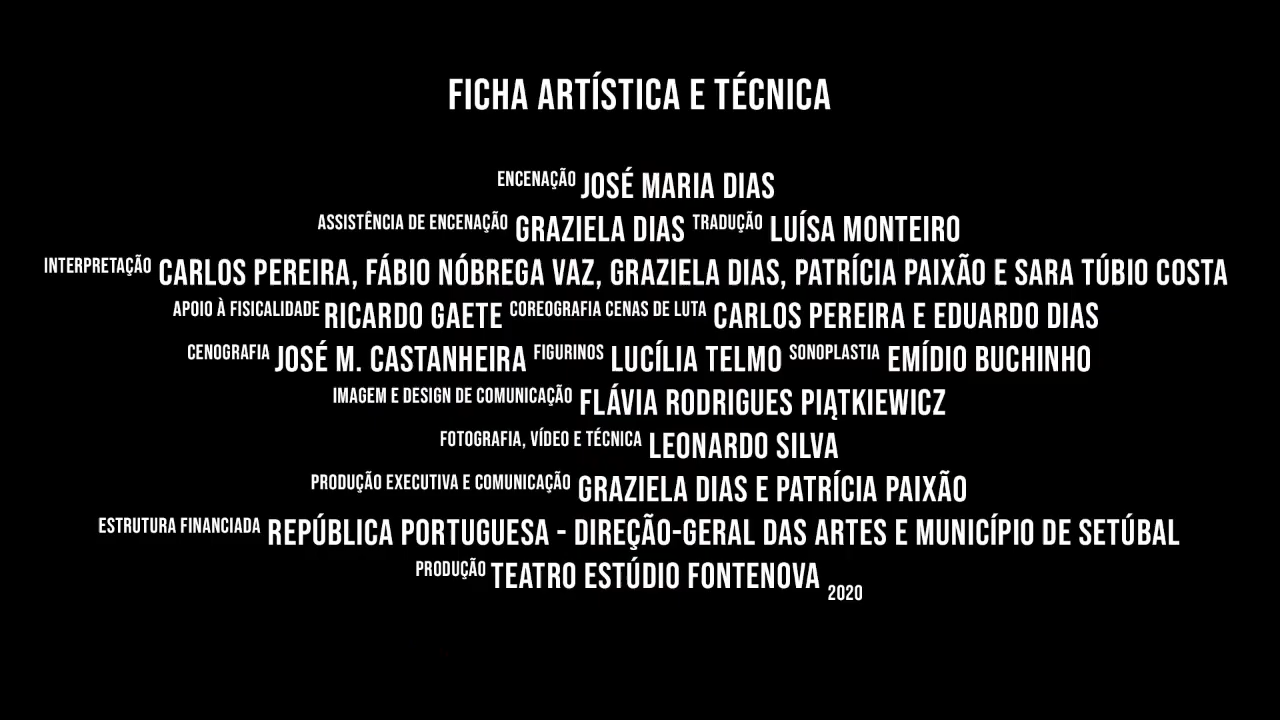 FICHA ARTÍSTICA E TÉCNICA
ENCENAÇÃO JOSÉ MARIA DIAS
ASSISTÊNCIA DE ENCENAÇÃO GRAZIELA DIAS TRADUÇÃO LUÍSA MONTEIRO
INTERPRETAÇÃO CARLOS PEREIRA, FÁBIO NÓBREGA VAZ, GRAZIELA DIAS, PATRÍCIA PAIXÃO E SARA TÚBIO COSTA
APOIO À FISICALIDADE RICARDO GAETE COREOGRAFIA CENAS DE LUTA CARLOS PEREIRA E EDUARDO DIAS
CENOGRAFIA JOSÉ M. CASTANHEIRA FIGURINOS LUCÍLIA TELMO SONOPLASTIA EMÍDIO BUCHINHO
IMAGEM E DESIGN DE COMUNICAÇÃO FLÁVIA RODRIGUES PIĄTKIEWICZ
FOTOGRAFIA, VÍDEO E TÉCNICA LEONARDO SILVA
PRODUÇÃO EXECUTIVA E COMUNICAÇÃO GRAZIELA DIAS E PATRÍCIA PAIXÃO
ESTRUTURA FINANCIADA REPÚBLICA PORTUGUESA - DIREÇÃO-GERAL DAS ARTES E MUNICÍPIO DE SETÚBAL
PRODUÇÃO TEATRO ESTÚDIO FONTENOVA 2020